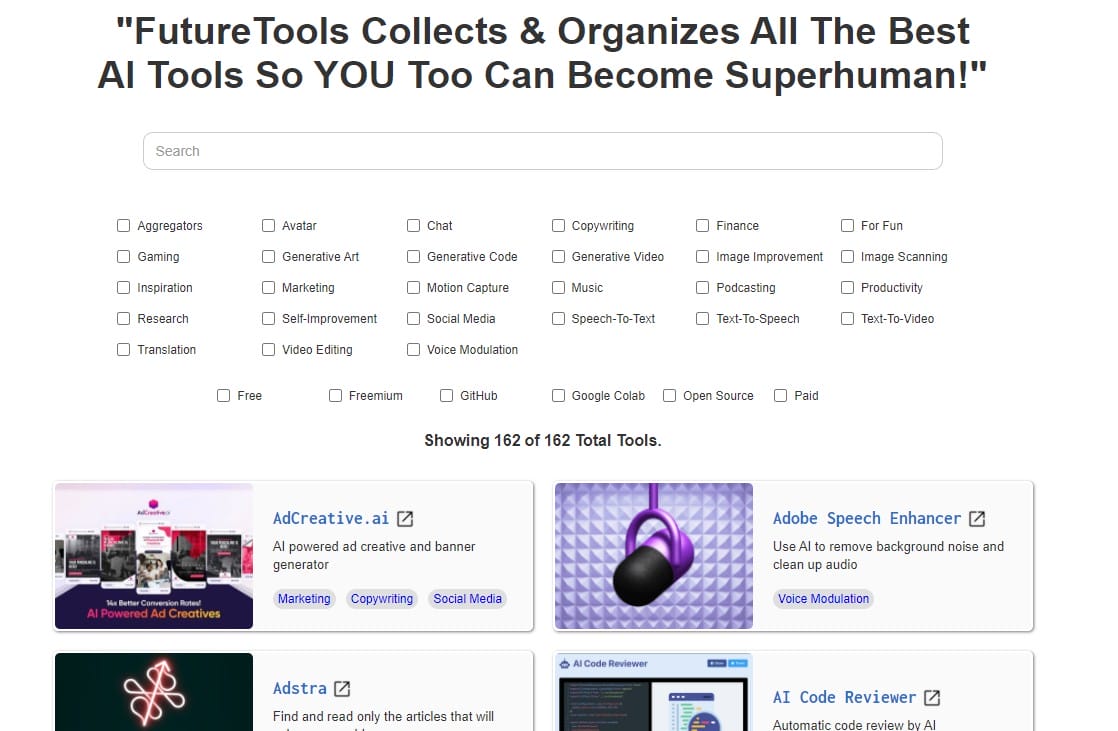 "FutureTools Collects & Organizes All The Best
AI Tools So YOU Too Can Become Superhuman!"
Search
Aggregators Avatar Chat Copywriting Finance For Fun
Gaming Generative Art Generative Code Generative Video Image Improvement Image Scanning
Inspiration Marketing Motion Capture Music Podcasting Productivity
Research Self-Improvement Social Media Speech-To-Text Text-To-Speech Text-To-Video
Translation Video Editing Voice Modulation
Free Freemium GitHub Google Colab Open Source Paid
Showing 162 of 162 Total Tools.
AdCreative.ai
14x Better Conversion Rates!
AI Powered Ad Creatives
AdCreative.ai
AI powered ad creative and banner
generator
Marketing Copywriting Social Media
Adobe Speech Enhancer
Use AI to remove background noise and
clean up audio
Voice Modulation
Adstra
Find and read only the articles that will
AI Code Reviewer
AI Code Reviewer
Automatic code review by AI